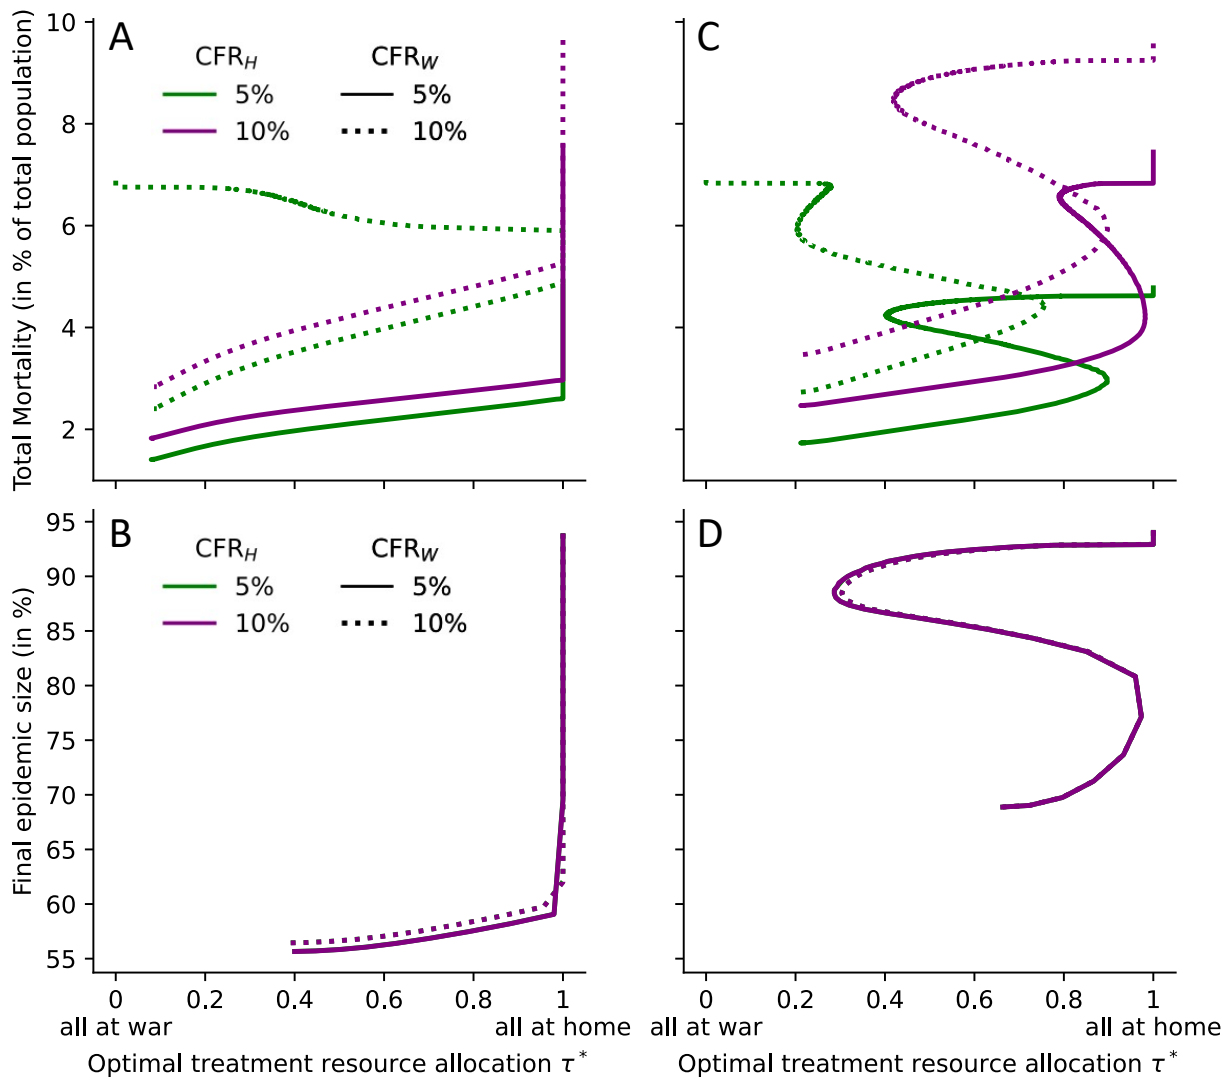 A
CFR_H CFR_W
5% 5%
10% 10%
Total Mortality (in % of total population)
10
8
6
4
2
C
B
CFR_H CFR_W
5% 5%
10% 10%
Final epidemic size (in %)
95
90
85
80
75
70
65
60
55
D
0 0.2 0.4 0.6 0.8 1
all at war all at home
Optimal treatment resource allocation τ*
0 0.2 0.4 0.6 0.8 1
all at war all at home
Optimal treatment resource allocation τ*